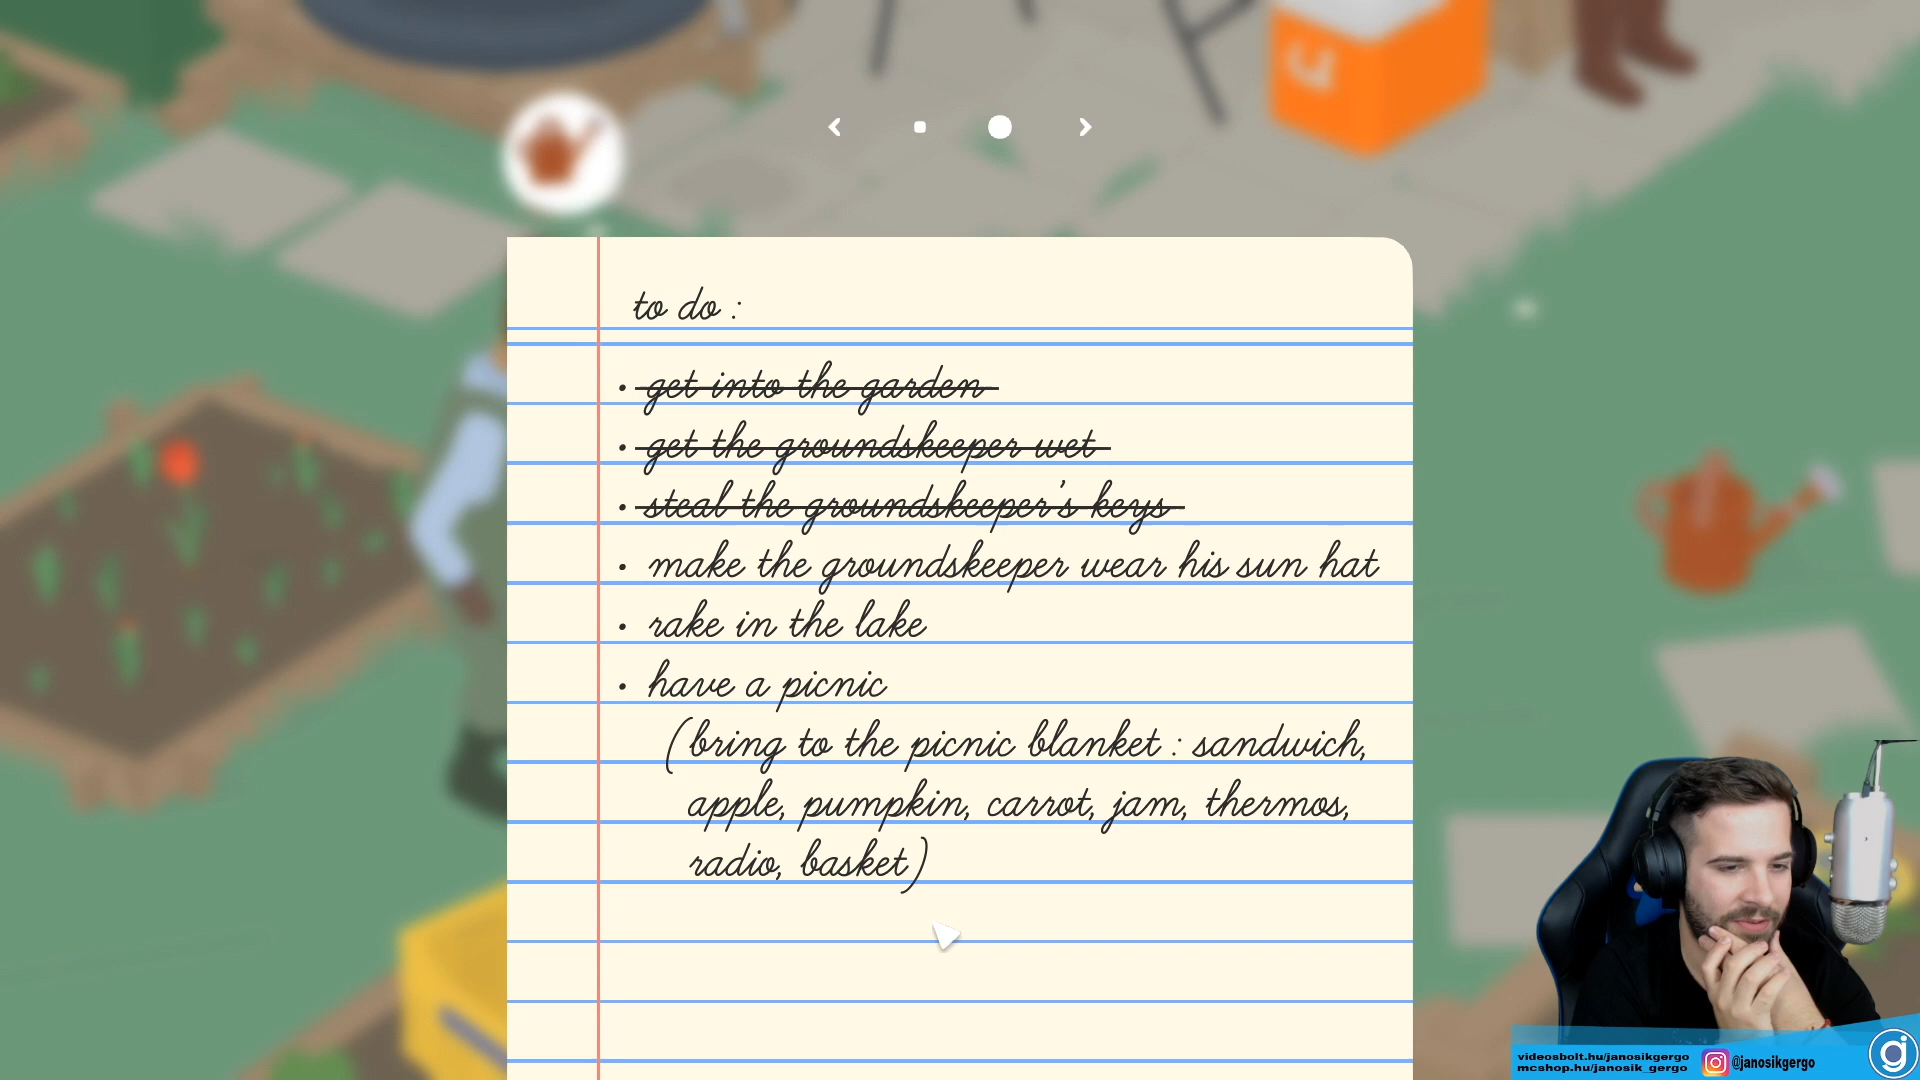 to do :
• get into the garden
• get the groundskeeper wet
• steal the groundskeeper's keys
• make the groundskeeper wear his sun hat
• rake in the lake
• have a picnic
(bring to the picnic blanket : sandwich,
apple, pumpkin, carrot, jam, thermos,
radio, basket)
videosbolt.hu/janosikgergo
mcshop.hu/janosik_gergo
@janosikgergo
g